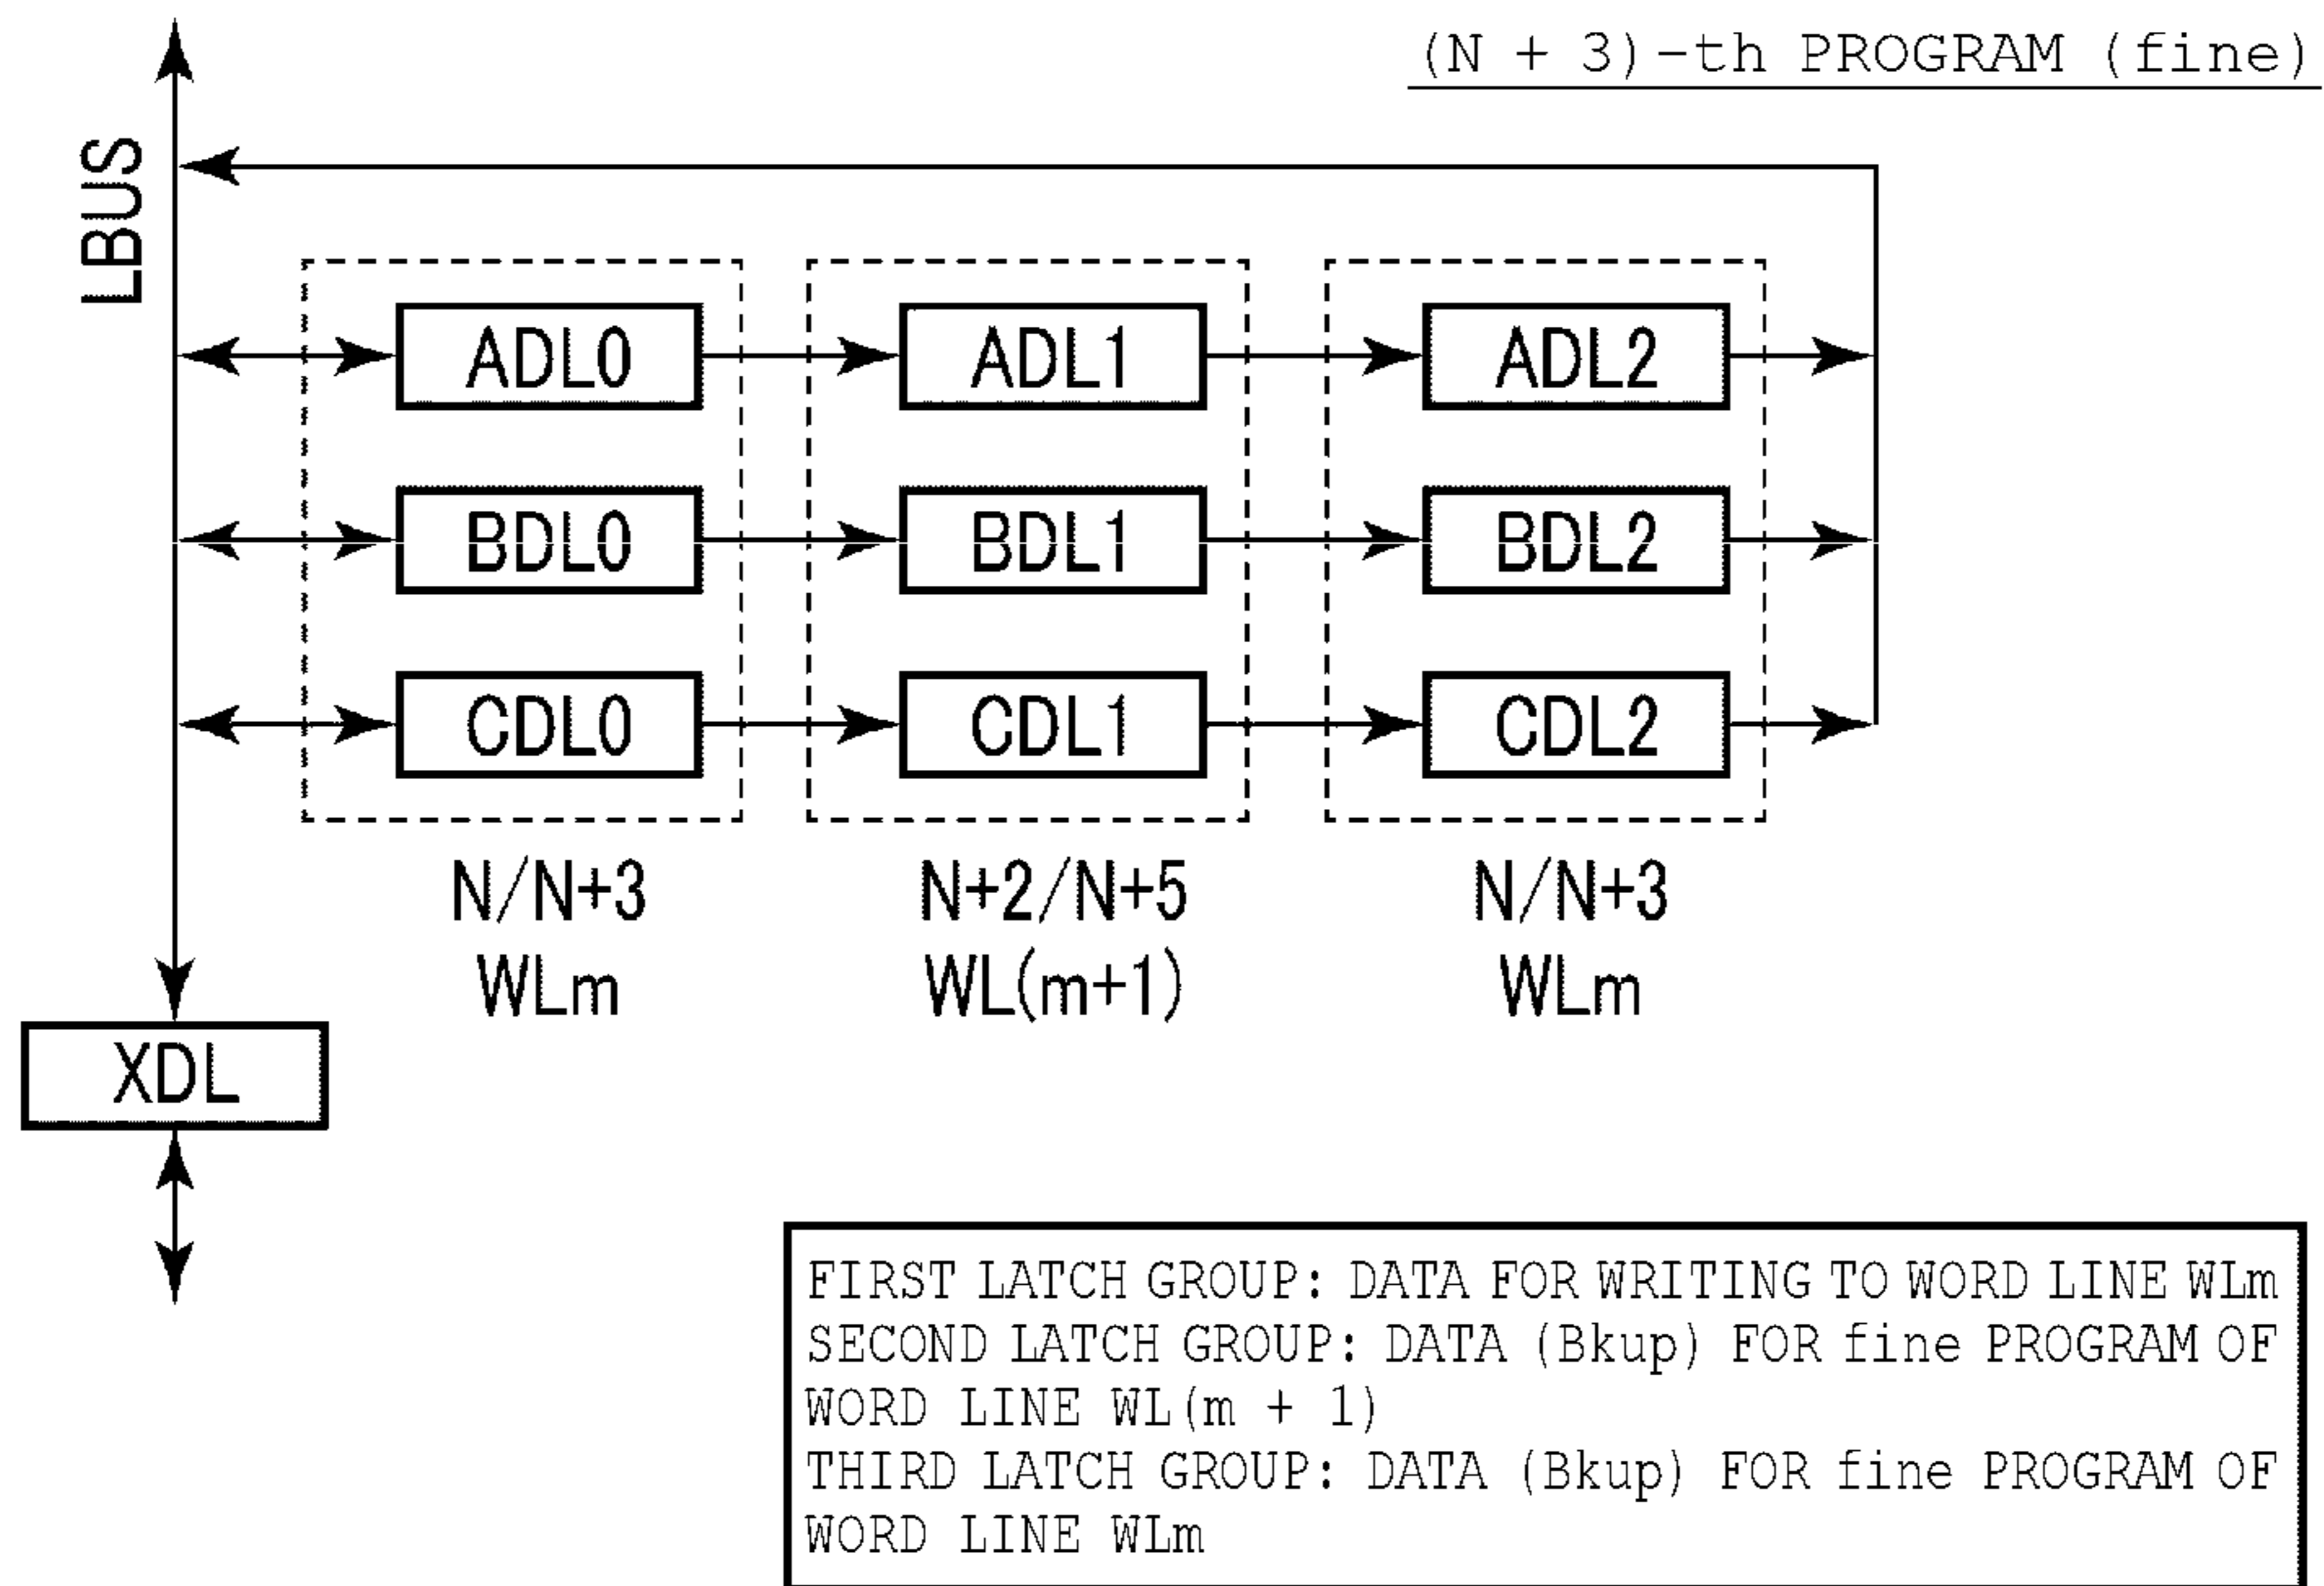 (N + 3)-th PROGRAM (fine)
LBUS
ADL0 ADL1 ADL2
BDL0 BDL1 BDL2
CDL0 CDL1 CDL2
N/N+3 N+2/N+5 N/N+3
WLm WL(m+1) WLm
XDL
FIRST LATCH GROUP: DATA FOR WRITING TO WORD LINE WLm
SECOND LATCH GROUP: DATA (Bkup) FOR fine PROGRAM OF
WORD LINE WL(m + 1)
THIRD LATCH GROUP: DATA (Bkup) FOR fine PROGRAM OF
WORD LINE WLm